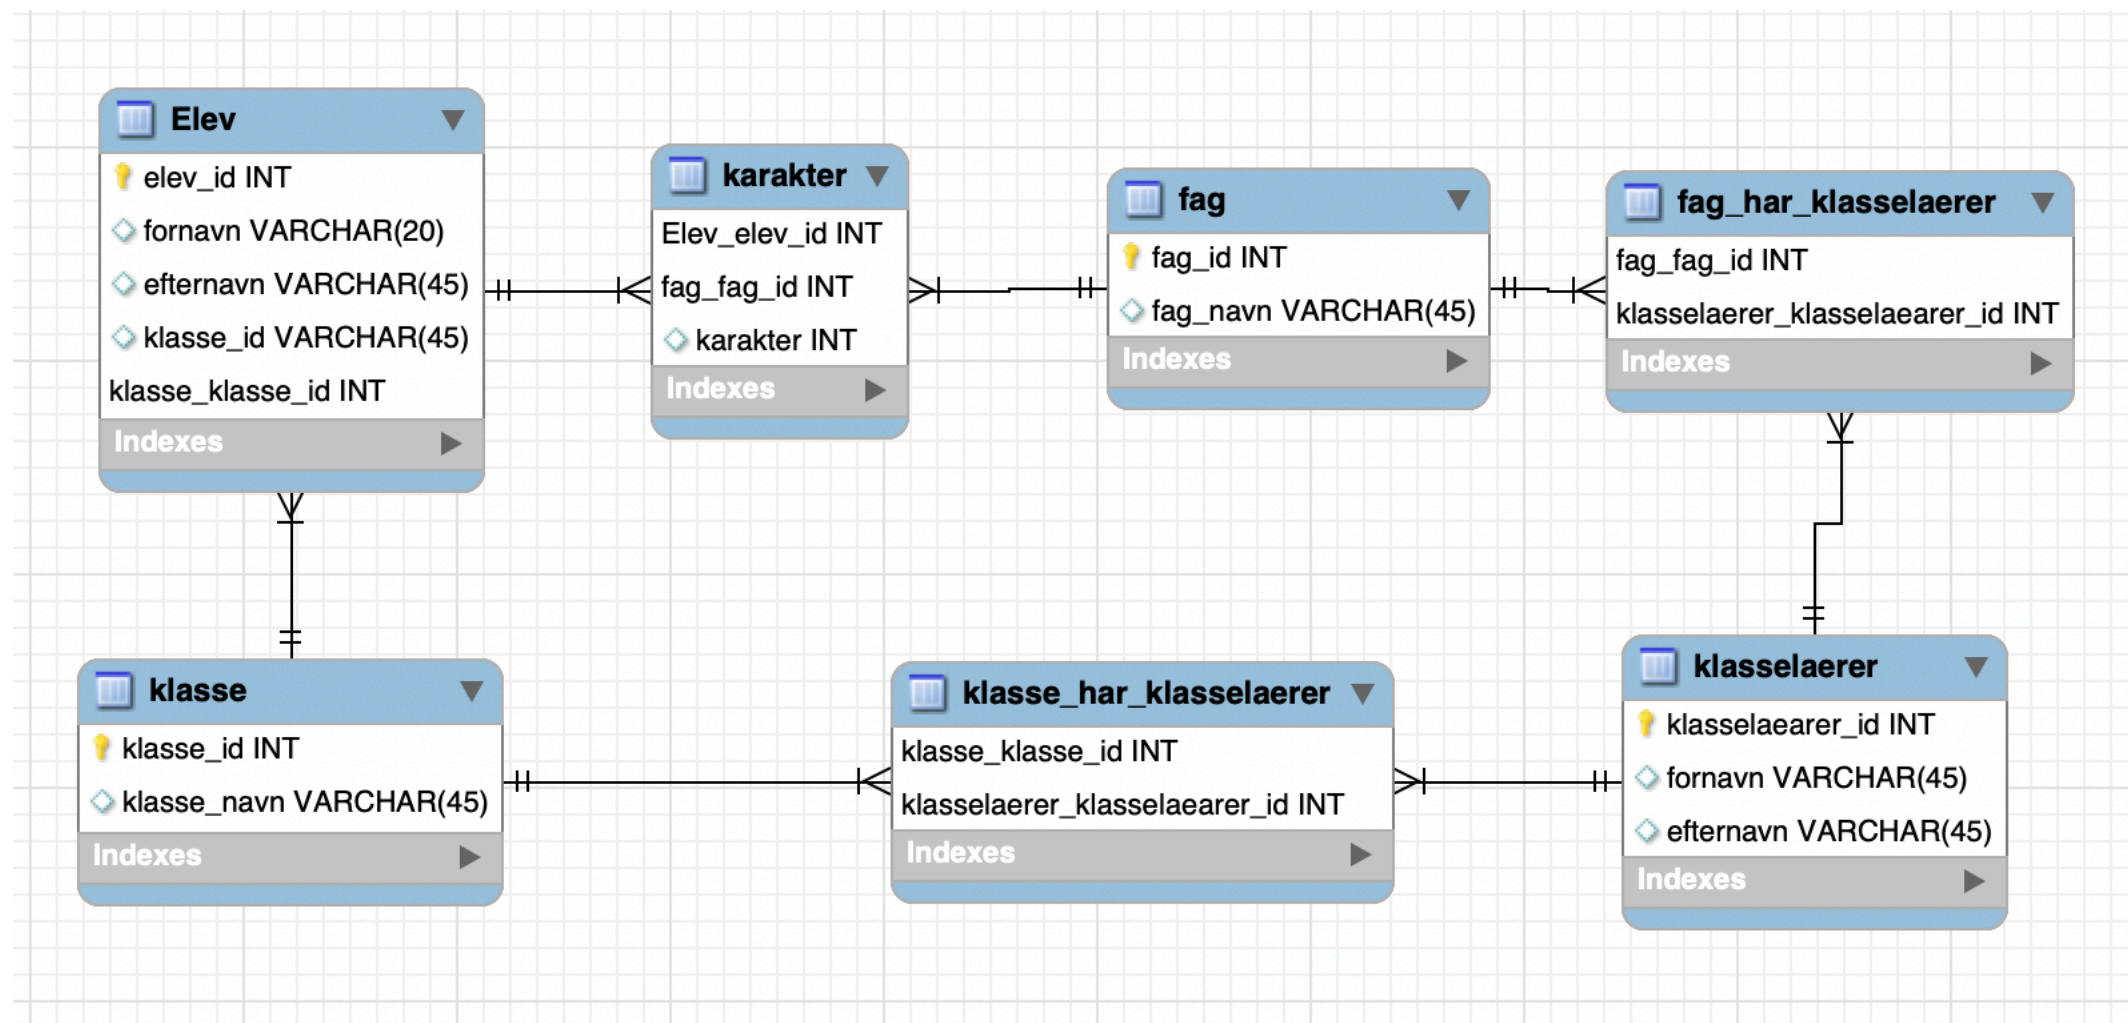 Elev
elev_id INT
fornavn VARCHAR(20)
efternavn VARCHAR(45)
klasse_id VARCHAR(45)
klasse_klasse_id INT
Indexes
karakter
Elev_elev_id INT
fag_fag_id INT
karakter INT
Indexes
fag
fag_id INT
fag_navn VARCHAR(45)
Indexes
fag_har_klasselaerer
fag_fag_id INT
klasselaerer_klasselaearer_id INT
Indexes
klasse
klasse_id INT
klasse_navn VARCHAR(45)
Indexes
klasse_har_klasselaerer
klasse_klasse_id INT
klasselaerer_klasselaearer_id INT
Indexes
klasselaerer
klasselaearer_id INT
fornavn VARCHAR(45)
efternavn VARCHAR(45)
Indexes